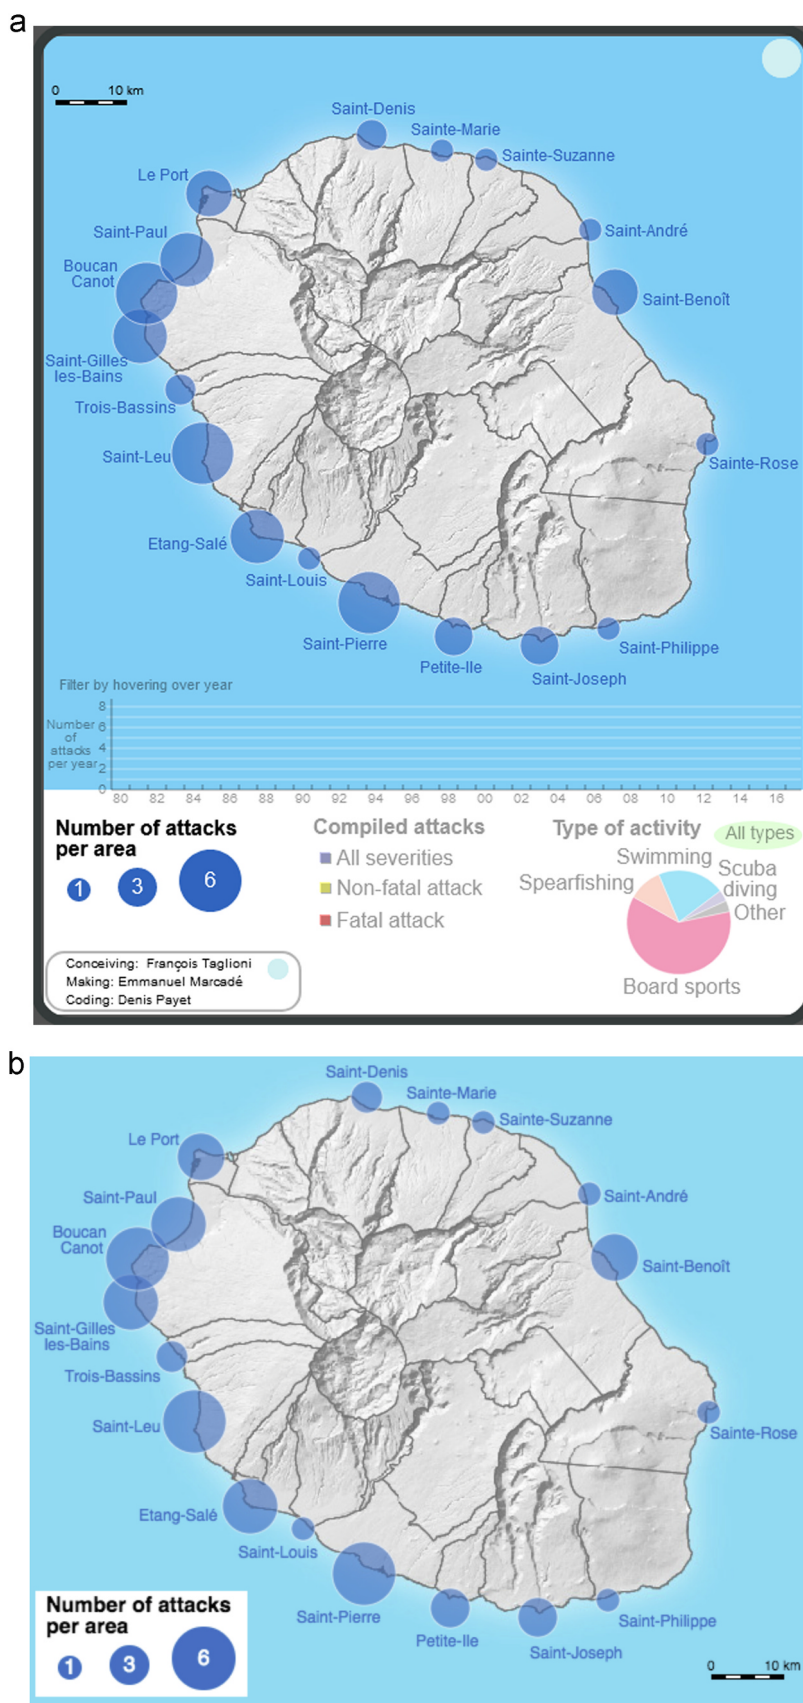 a
0 10 km
Saint-Denis
Sainte-Marie
Sainte-Suzanne
Le Port
Saint-Paul
Saint-André
Boucan
Canot
Saint-Benoît
Saint-Gilles
les-Bains
Trois-Bassins
Saint-Leu
Sainte-Rose
Etang-Salé
Saint-Louis
Saint-Pierre
Petite-Ile
Saint-Joseph
Saint-Philippe
Filter by hovering over year
Number
of
attacks
per year
8
6
4
2
0
80 82 84 86 88 90 92 94 96 98 00 02 04 06 08 10 12 14 16
Number of attacks
per area
1 3 6
Compiled attacks
All severities
Non-fatal attack
Fatal attack
Type of activity
All types
Swimming
Scuba
diving
Spearfishing
Other
Board sports
Conceiving: François Taglioni
Making: Emmanuel Marcadé
Coding: Denis Payet
b
Saint-Denis
Sainte-Marie
Sainte-Suzanne
Le Port
Saint-Paul
Saint-André
Boucan
Canot
Saint-Benoît
Saint-Gilles
les-Bains
Trois-Bassins
Saint-Leu
Sainte-Rose
Etang-Salé
Saint-Louis
Saint-Pierre
Petite-Ile
Saint-Joseph
Saint-Philippe
Number of attacks
per area
1 3 6
0 10 km